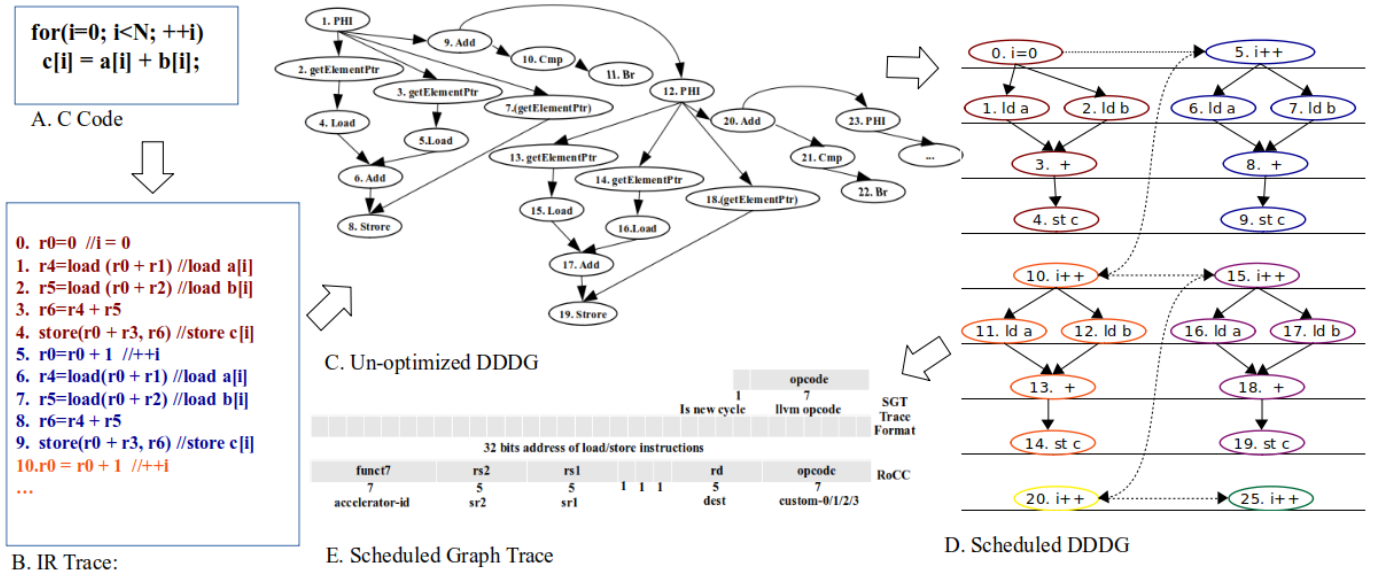 for(i=0; i<N; ++i)
c[i] = a[i] + b[i];
A. C Code
0. r0=0 //i = 0
1. r4=load (r0 + r1) //load a[i]
2. r5=load (r0 + r2) //load b[i]
3. r6=r4 + r5
4. store(r0 + r3, r6) //store c[i]
5. r0=r0 + 1 //++i
6. r4=load(r0 + r1) //load a[i]
7. r5=load(r0 + r2) //load b[i]
8. r6=r4 + r5
9. store(r0 + r3, r6) //store c[i]
10.r0 = r0 + 1 //++i
...
B. IR Trace:
1. PHI
9. Add
10. Cmp
11. Br
2. getElementPtr
3. getElementPtr
7.(getElementPtr)
4. Load
5.Load
6. Add
8. Strore
12. PHI
20. Add
23. PHI
21. Cmp
...
22. Br
13. getElementPtr
14. getElementPtr
18.(getElementPtr)
15. Load
16.Load
17. Add
19. Strore
C. Un-optimized DDDG
opcode
1 7
Is new cycle llvm opcode
SGT
Trace
Format
32 bits address of load/store instructions
funct7 rs2 rs1 rd opcode
RoCC
7 5 5 1 1 1 5 7
accelerator-id sr2 sr1 dest custom-0/1/2/3
E. Scheduled Graph Trace
0. i=0
5. i++
1. ld a
2. ld b
6. ld a
7. ld b
3. +
8. +
4. st c
9. st c
10. i++
15. i++
11. ld a
12. ld b
16. ld a
17. ld b
13. +
18. +
14. st c
19. st c
20. i++
25. i++
D. Scheduled DDDG